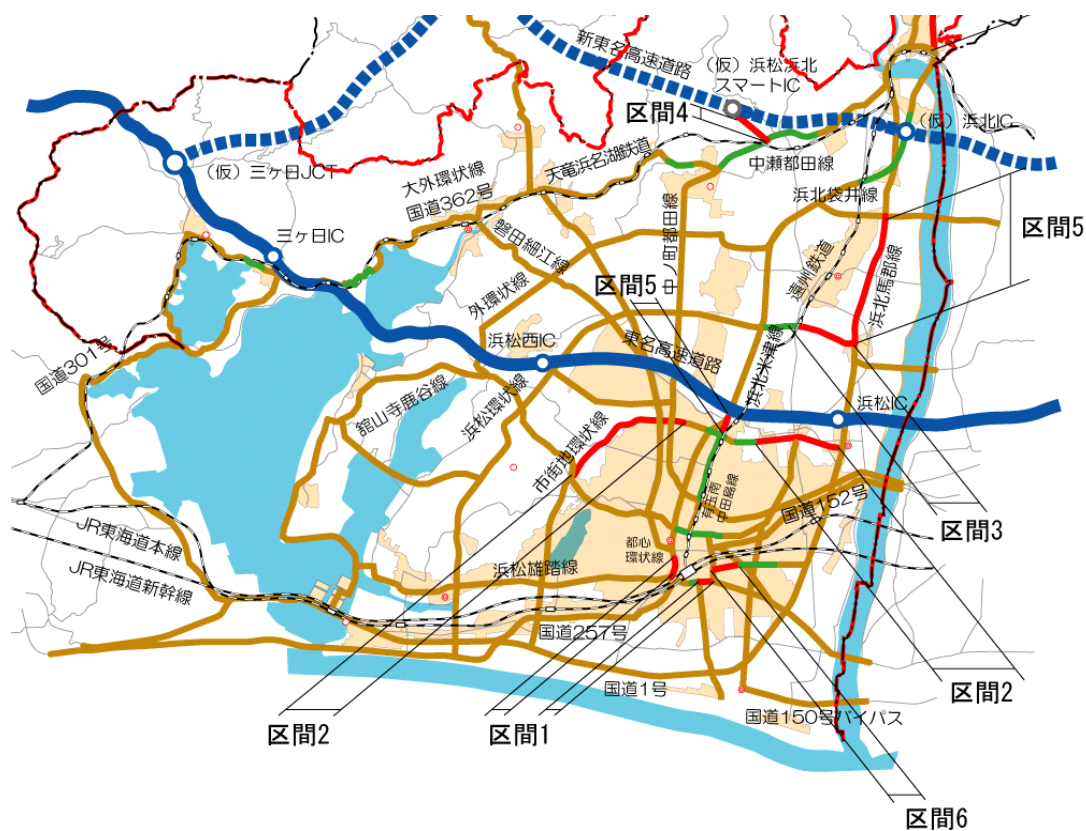 新東名高速道路
（仮）浜松浜北
スマートIC
区間4
（仮）浜北IC
（仮）三ヶ日JCT
天竜浜名湖鉄道
中瀬都田線
大外環状線
国道362号
浜北袋井線
三ヶ日IC
磐田細江線
中ノ町都田線
遠州鉄道
浜北馬郡線
区間5
区間5
外環状線
国道301号
浜松西IC
東名高速道路
浜北米津線
浜松IC
舘山寺鹿谷線
浜松環状線
市街地環状線
有玉南
中田島線
国道152号
区間3
JR東海道本線
JR東海道新幹線
都心
環状線
浜松雄踏線
国道257号
国道1号
国道150号バイパス
区間2
区間1
区間2
区間6